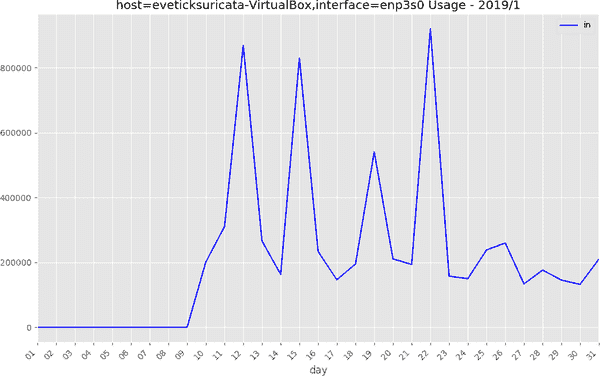 host=eveticksuricata-VirtualBox,interface=enp3s0 Usage - 2019/1
in
800000
600000
400000
200000
0
01 02 03 04 05 06 07 08 09 10 11 12 13 14 15 16 17 18 19 20 21 22 23 24 25 26 27 28 29 30 31
day